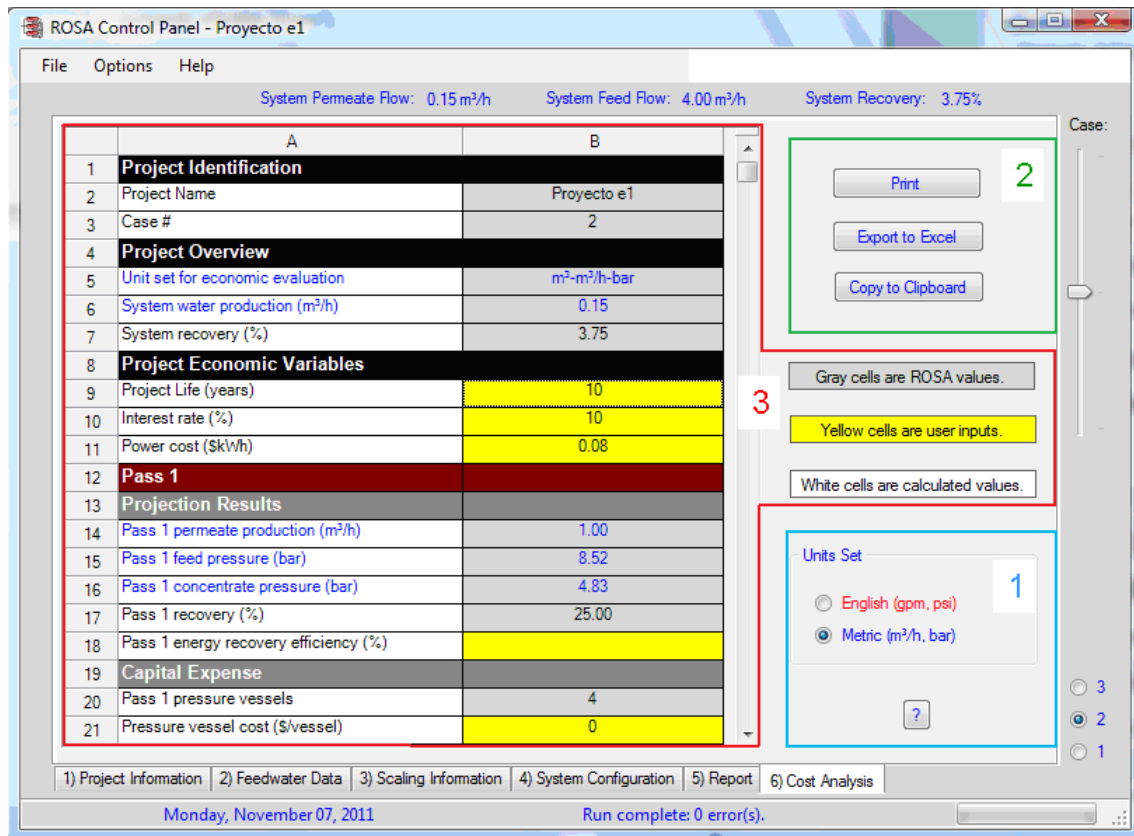 ROSA Control Panel - Proyecto e1
File Options Help
System Permeate Flow: 0.15 m³/h System Feed Flow: 4.00 m³/h System Recovery: 3.75%
Case:
A B
1 Project Identification
2 Project Name Proyecto e1
3 Case # 2
4 Project Overview
5 Unit set for economic evaluation m³-m³/h-bar
6 System water production (m³/h) 0.15
7 System recovery (%) 3.75
8 Project Economic Variables
9 Project Life (years) 10
10 Interest rate (%) 10
11 Power cost ($kWh) 0.08
12 Pass 1
13 Projection Results
14 Pass 1 permeate production (m³/h) 1.00
15 Pass 1 feed pressure (bar) 8.52
16 Pass 1 concentrate pressure (bar) 4.83
17 Pass 1 recovery (%) 25.00
18 Pass 1 energy recovery efficiency (%)
19 Capital Expense
20 Pass 1 pressure vessels 4
21 Pressure vessel cost ($/vessel) 0
Print 2
Export to Excel
Copy to Clipboard
3
Gray cells are ROSA values.
Yellow cells are user inputs.
White cells are calculated values.
Units Set 1
English (gpm, psi)
Metric (m³/h, bar)
?
3
2
1
1) Project Information 2) Feedwater Data 3) Scaling Information 4) System Configuration 5) Report 6) Cost Analysis
Monday, November 07, 2011 Run complete: 0 error(s).